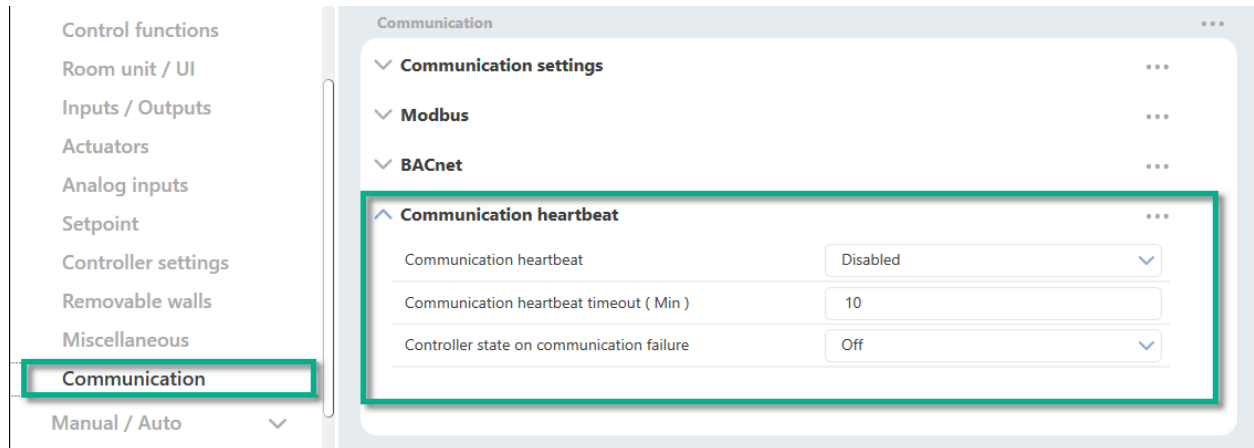 Control functions
Room unit / UI
Inputs / Outputs
Actuators
Analog inputs
Setpoint
Controller settings
Removable walls
Miscellaneous
Communication
Manual / Auto
Communication
Communication settings
Modbus
BACnet
Communication heartbeat
Communication heartbeat Disabled
Communication heartbeat timeout ( Min ) 10
Controller state on communication failure Off